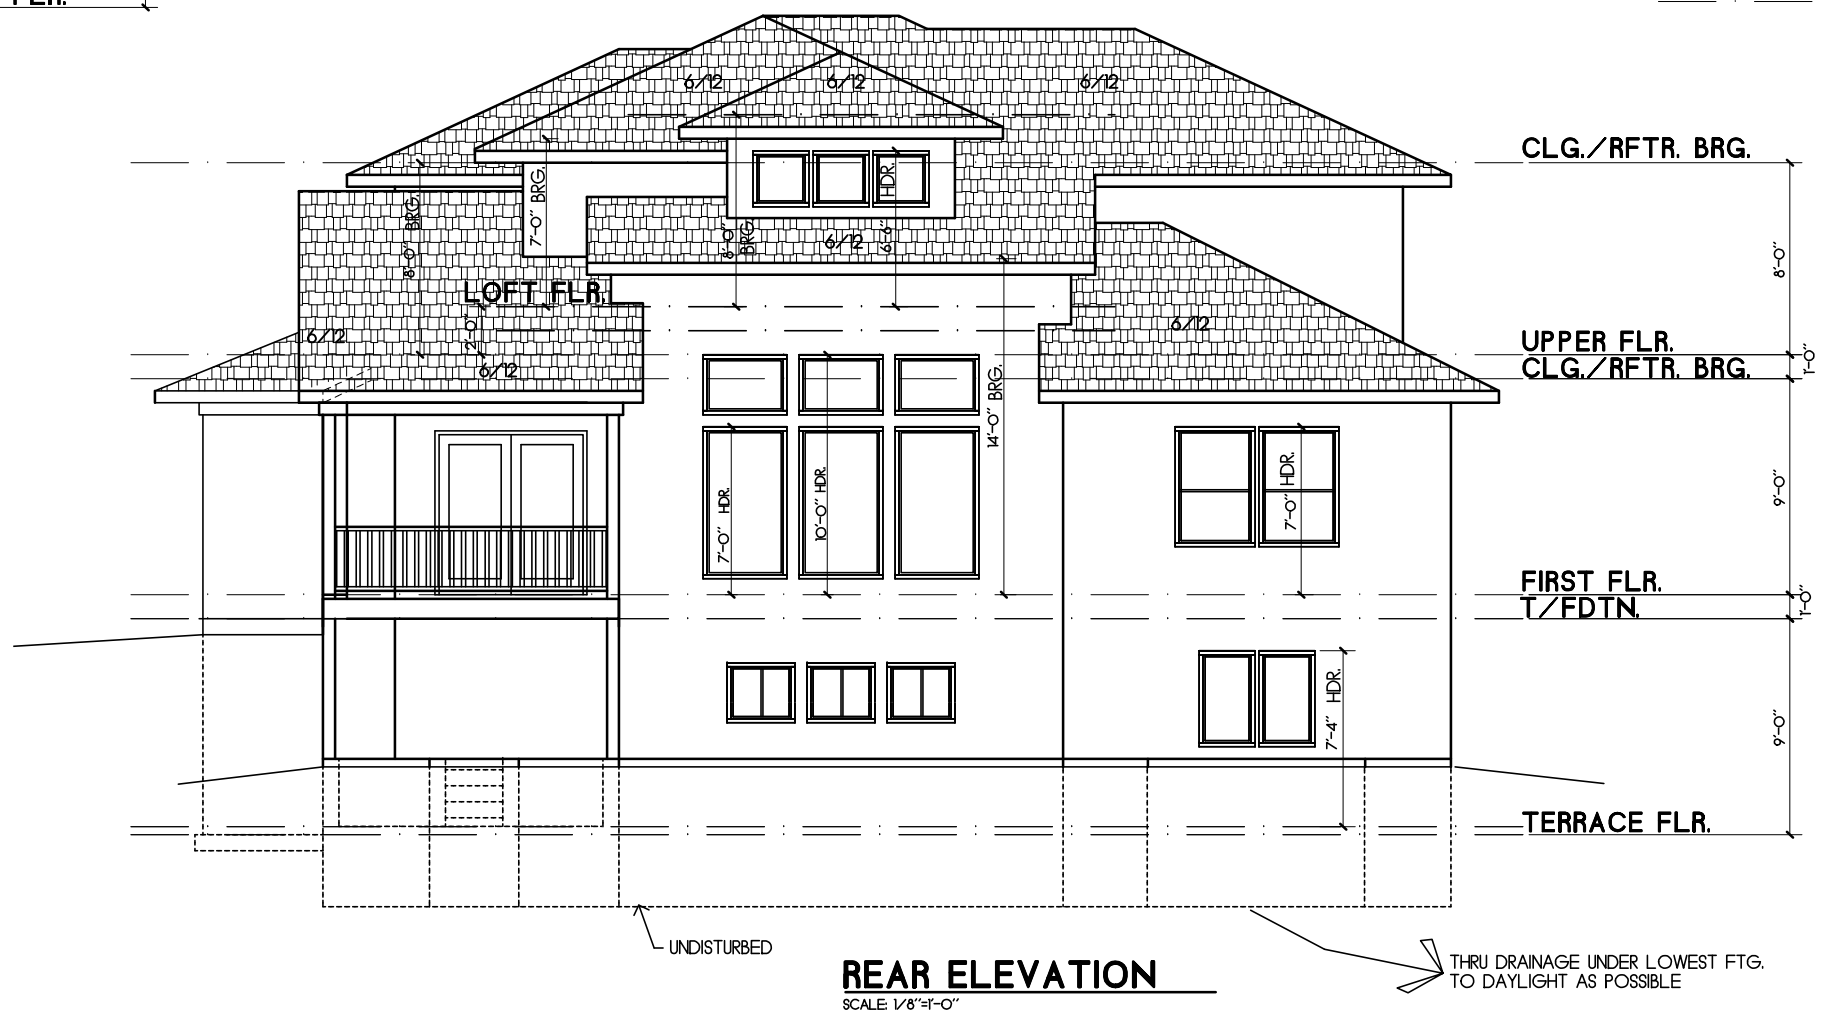 FLR.
6/12
6/12
6/12
CLG./RFTR. BRG.
8'-0" BRG.
7'-0" BRG.
8'-0"
BRG.
6'-6" HDR.
6/12
8'-0"
LOFT FLR.
2'-0"
6/12
6/12
6/12
UPPER FLR.
CLG./RFTR. BRG.
1'-0"
14'-0" BRG.
7'-0" HDR.
10'-0" HDR.
7'-0" HDR.
9'-0"
FIRST FLR.
T/FDTN.
1'-0"
7'-4" HDR.
9'-0"
TERRACE FLR.
UNDISTURBED
REAR ELEVATION
SCALE: 1/8"=1'-0"
THRU DRAINAGE UNDER LOWEST FTG.
TO DAYLIGHT AS POSSIBLE